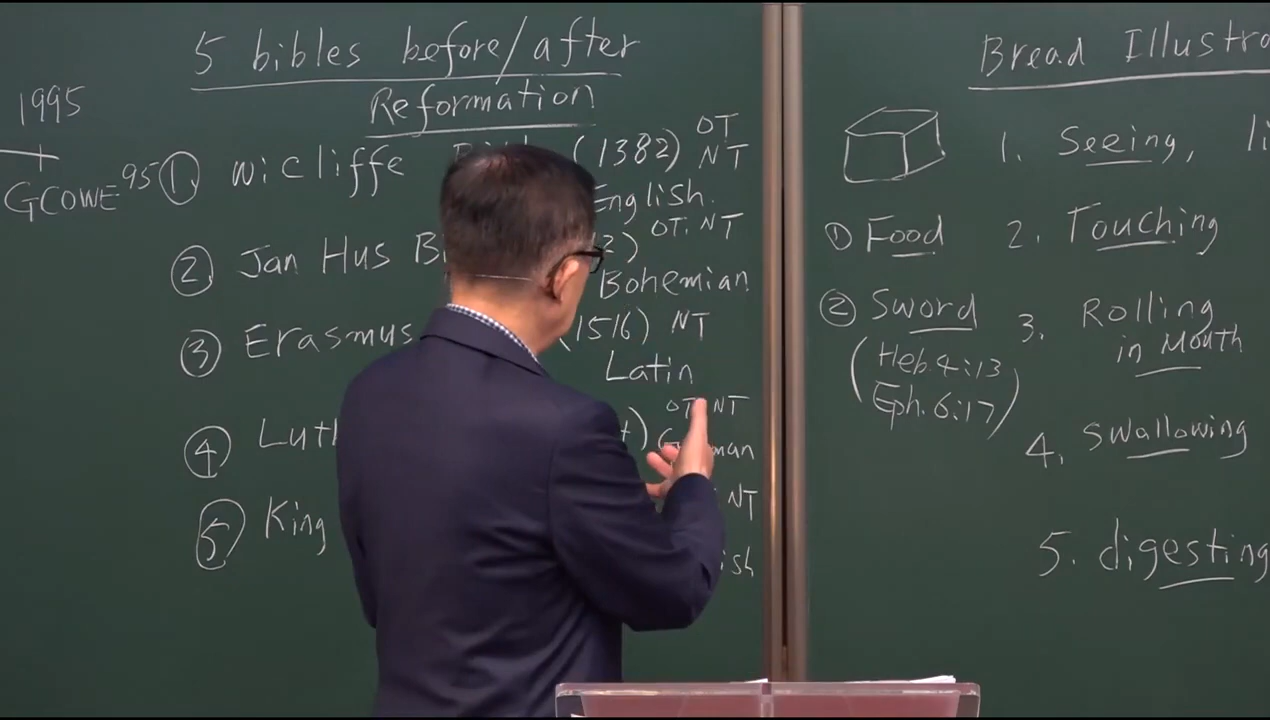 5 bibles before/after
Reformation
1995
GCOWE 95
① Wicliffe (1382) OT
NT
English.
② Jan Hus OT. NT
Bohemian
③ Erasmus (1516) NT
Latin
④ OT. NT
⑤ King NT
Bread
1. Seeing,
① Food 2. Touching
② Sword 3. Rolling
in Mouth
(Heb. 4:13
Eph. 6:17)
4. Swallowing
5. digesting